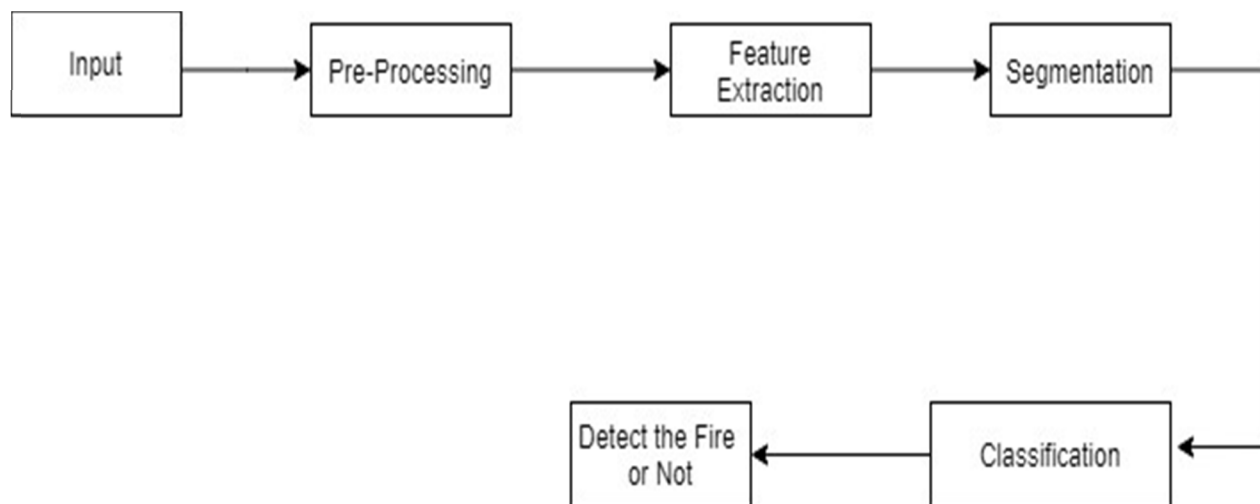 Input
Pre-Processing
Feature
Extraction
Segmentation
Classification
Detect the Fire
or Not